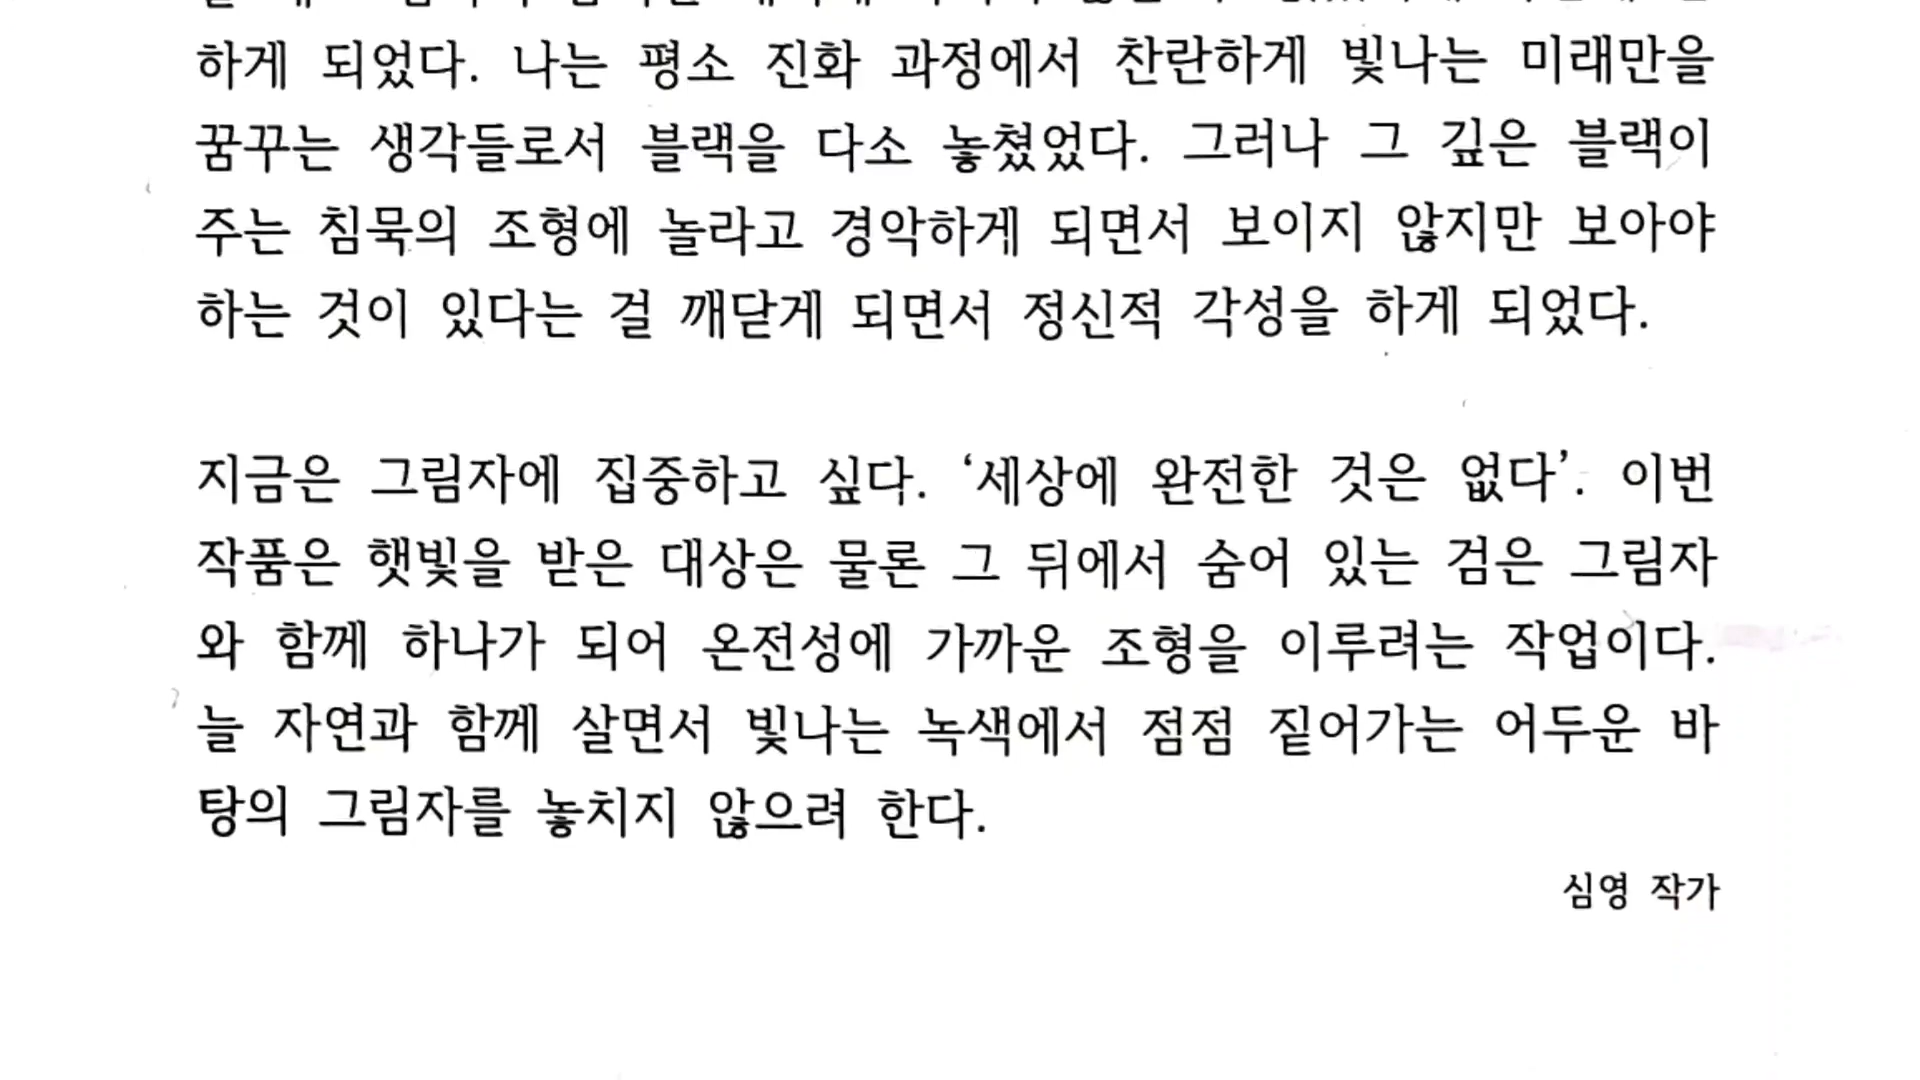 하게 되었다. 나는 평소 진화 과정에서 찬란하게 빛나는 미래만을
꿈꾸는 생각들로서 블랙을 다소 놓쳤었다. 그러나 그 깊은 블랙이
주는 침묵의 조형에 놀라고 경악하게 되면서 보이지 않지만 보아야
하는 것이 있다는 걸 깨닫게 되면서 정신적 각성을 하게 되었다.
지금은 그림자에 집중하고 싶다. ‘세상에 완전한 것은 없다’. 이번
작품은 햇빛을 받은 대상은 물론 그 뒤에서 숨어 있는 검은 그림자
와 함께 하나가 되어 온전성에 가까운 조형을 이루려는 작업이다.
늘 자연과 함께 살면서 빛나는 녹색에서 점점 짙어가는 어두운 바
탕의 그림자를 놓치지 않으려 한다.
심영 작가